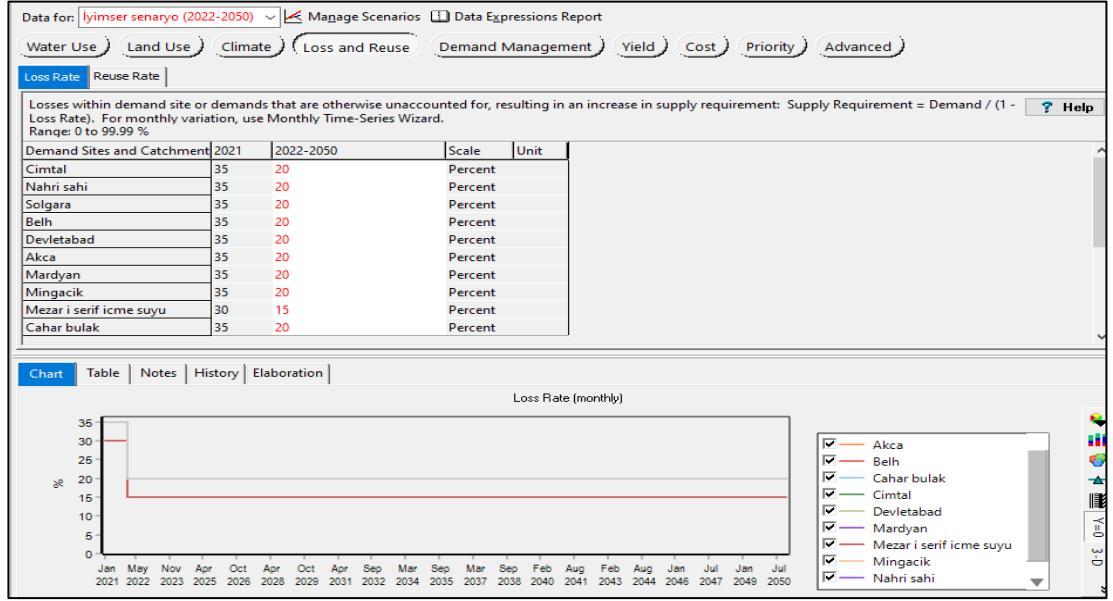 Data for: İyimser senaryo (2022-2050) Manage Scenarios Data Expressions Report
Water Use Land Use Climate Loss and Reuse Demand Management Yield Cost Priority Advanced
Loss Rate Reuse Rate
Losses within demand site or demands that are otherwise unaccounted for, resulting in an increase in supply requirement: Supply Requirement = Demand / (1 - ? Help
Loss Rate). For monthly variation, use Monthly Time-Series Wizard.
Range: 0 to 99.99 %
Demand Sites and Catchment 2021 2022-2050 Scale Unit
Cimtal 35 20 Percent
Nahri sahi 35 20 Percent
Solgara 35 20 Percent
Belh 35 20 Percent
Devletabad 35 20 Percent
Akca 35 20 Percent
Mardyan 35 20 Percent
Mingacik 35 20 Percent
Mezar i serif icme suyu 30 15 Percent
Cahar bulak 35 20 Percent
Chart Table Notes History Elaboration
Loss Rate (monthly)
35
30
25
20
15
10
5
0
%
Jan May Nov Apr Oct Apr Oct Apr Sep Mar Sep Mar Sep Feb Aug Feb Aug Jan Jul Jan Jul
2021 2022 2023 2025 2026 2028 2029 2031 2032 2034 2035 2037 2038 2040 2041 2043 2044 2046 2047 2049 2050
Akca
Belh
Cahar bulak
Cimtal
Devletabad
Mardyan
Mezar i serif icme suyu
Mingacik
Nahri sahi
Y=0
3-D